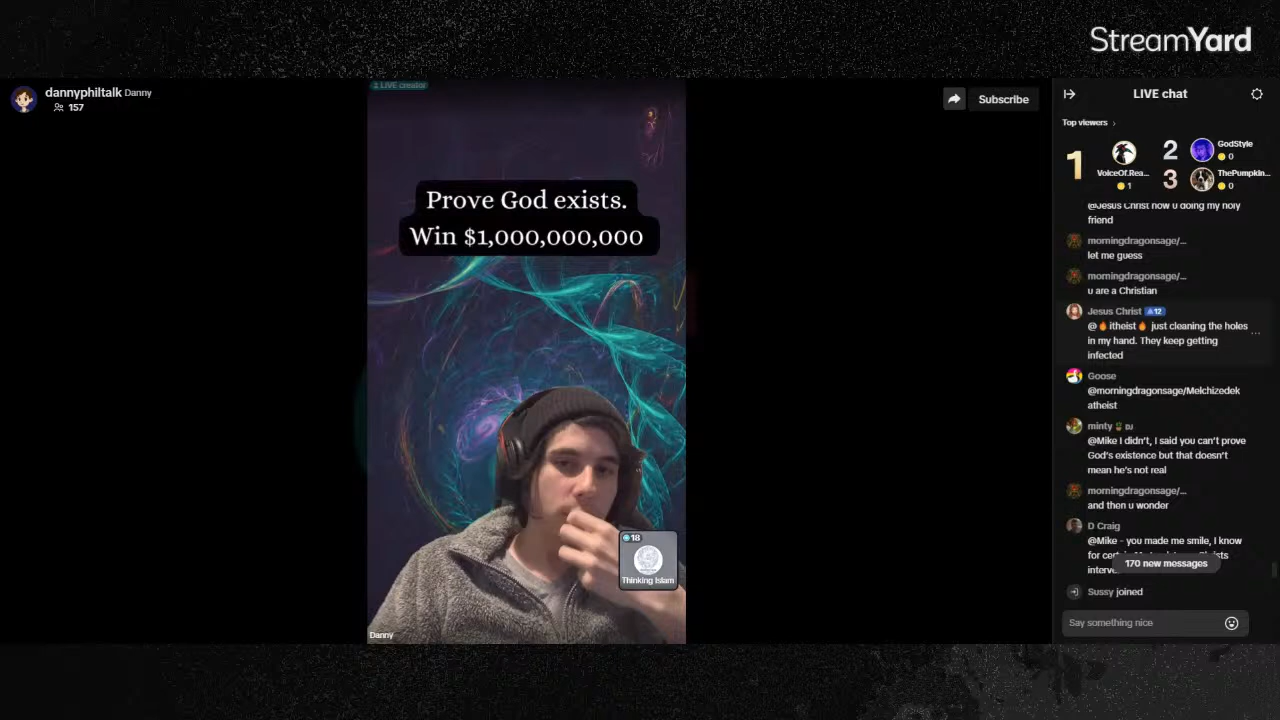 StreamYard
dannyphiltalk Danny
157
Subscribe
LIVE creator
Prove God exists.
Win $1,000,000,000
18
Thinking Islam
Danny
LIVE chat
Top viewers
1
VoiceOf.Rea...
1
2
GodStyle
0
3
ThePumpkin...
0
@Jesus Christ how u doing my holy
friend
morningdragonsage/...
let me guess
morningdragonsage/...
u are a Christian
Jesus Christ 12
@🔥itheist🔥 just cleaning the holes
in my hand. They keep getting
infected
Goose
@morningdragonsage/Melchizedek
atheist
minty🪴DJ
@Mike I didn't, I said you can't prove
God's existence but that doesn't
mean he's not real
morningdragonsage/...
and then u wonder
D Craig
@Mike - you made me smile, I know
for
170 new messages
Sussy joined
Say something nice